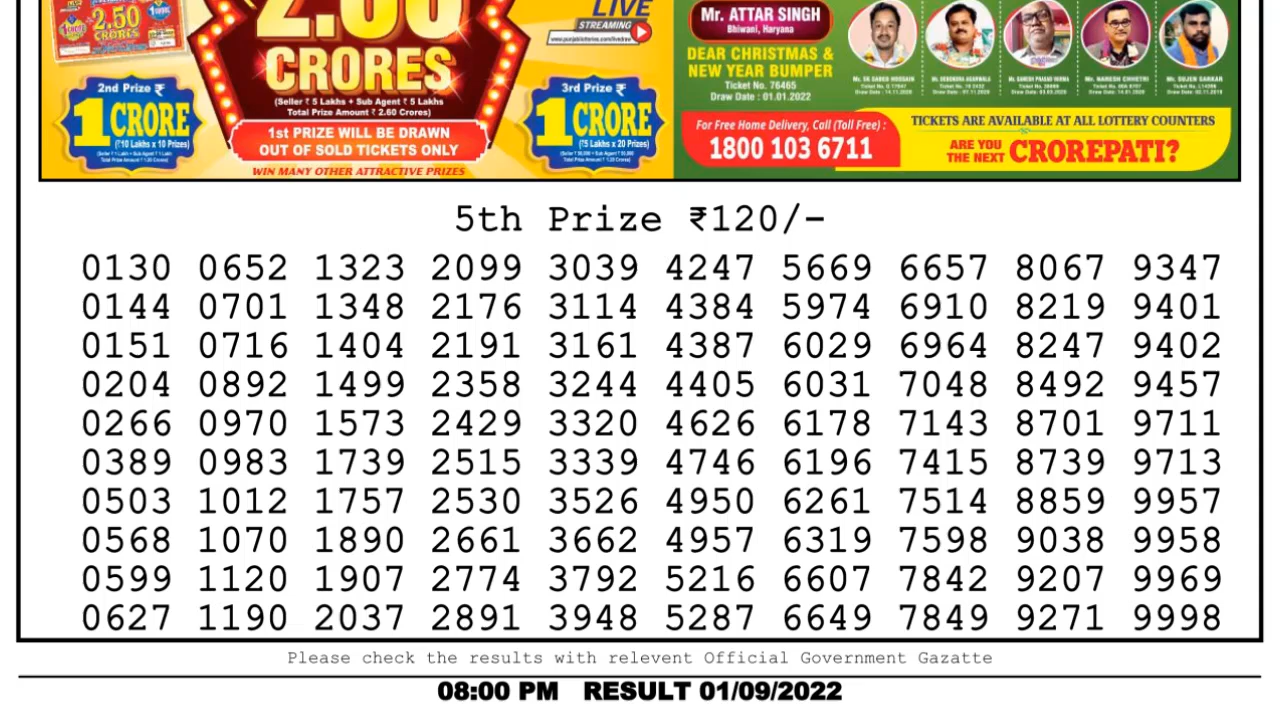 2.50
CRORES
2.60
CRORES
(Seller ₹ 5 Lakhs + Sub Agent ₹ 5 Lakhs
Total Prize Amount ₹ 2.60 Crores)
1st PRIZE WILL BE DRAWN
OUT OF SOLD TICKETS ONLY
WIN MANY OTHER ATTRACTIVE PRIZES
2nd Prize ₹
1 CRORE
(₹10 Lakhs x 10 Prizes)
3rd Prize ₹
1 CRORE
(₹5 Lakhs x 20 Prizes)
LIVE
STREAMING
Mr. ATTAR SINGH
Bhiwani, Haryana
DEAR CHRISTMAS &
NEW YEAR BUMPER
Ticket No. 76465
Draw Date : 01.01.2022
For Free Home Delivery, Call (Toll Free) :
1800 103 6711
TICKETS ARE AVAILABLE AT ALL LOTTERY COUNTERS
ARE YOU
THE NEXT CROREPATI?
5th Prize ₹120/-
0130 0652 1323 2099 3039 4247 5669 6657 8067 9347
0144 0701 1348 2176 3114 4384 5974 6910 8219 9401
0151 0716 1404 2191 3161 4387 6029 6964 8247 9402
0204 0892 1499 2358 3244 4405 6031 7048 8492 9457
0266 0970 1573 2429 3320 4626 6178 7143 8701 9711
0389 0983 1739 2515 3339 4746 6196 7415 8739 9713
0503 1012 1757 2530 3526 4950 6261 7514 8859 9957
0568 1070 1890 2661 3662 4957 6319 7598 9038 9958
0599 1120 1907 2774 3792 5216 6607 7842 9207 9969
0627 1190 2037 2891 3948 5287 6649 7849 9271 9998
Please check the results with relevent Official Government Gazatte
08:00 PM RESULT 01/09/2022